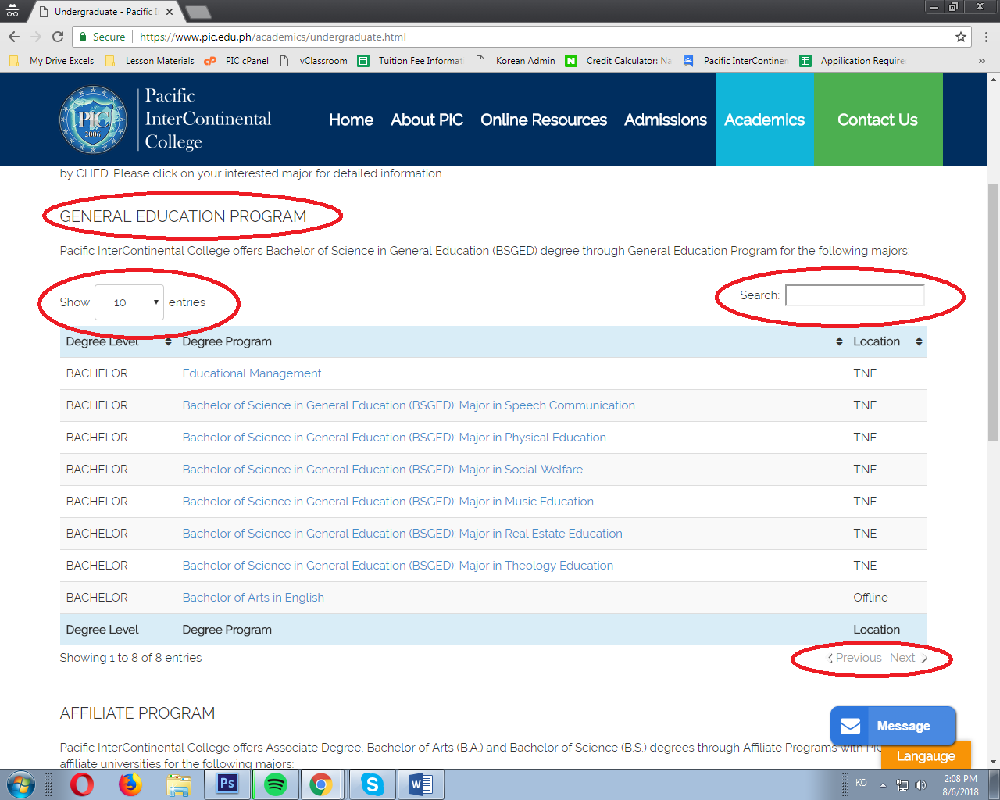 Undergraduate - Pacific I
Secure https://www.pic.edu.ph/academics/undergraduate.html
My Drive Excels Lesson Materials PIC cPanel vClassroom Tuition Fee Informat Korean Admin Credit Calculator: Na Pacific InterContinen Appilication Require
Pacific
InterContinental
College
PIC
2006
Home About PIC Online Resources Admissions Academics Contact Us
by CHED. Please click on your interested major for detailed information.
GENERAL EDUCATION PROGRAM
Pacific InterContinental College offers Bachelor of Science in General Education (BSGED) degree through General Education Program for the following majors:
Show 10 entries Search:
Degree Level Degree Program Location
BACHELOR Educational Management TNE
BACHELOR Bachelor of Science in General Education (BSGED): Major in Speech Communication TNE
BACHELOR Bachelor of Science in General Education (BSGED): Major in Physical Education TNE
BACHELOR Bachelor of Science in General Education (BSGED): Major in Social Welfare TNE
BACHELOR Bachelor of Science in General Education (BSGED): Major in Music Education TNE
BACHELOR Bachelor of Science in General Education (BSGED): Major in Real Estate Education TNE
BACHELOR Bachelor of Science in General Education (BSGED): Major in Theology Education TNE
BACHELOR Bachelor of Arts in English Offline
Degree Level Degree Program Location
Showing 1 to 8 of 8 entries Previous Next
AFFILIATE PROGRAM
Message
Pacific InterContinental College offers Associate Degree, Bachelor of Arts (B.A.) and Bachelor of Science (B.S.) degrees through Affiliate Programs with PIC
affiliate universities for the following majors:
Langauge
Ps
KO
2:08 PM
8/6/2018